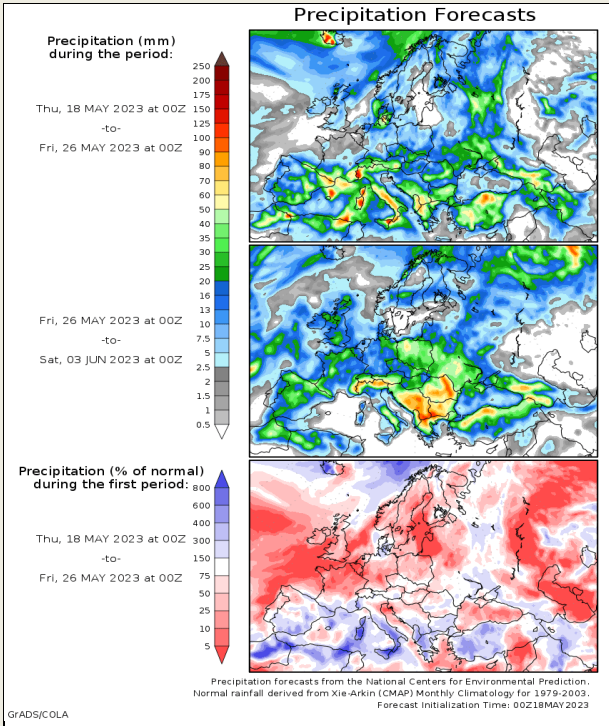 Precipitation Forecasts
Precipitation (mm)
during the period:
Thu, 18 MAY 2023 at 00Z
-to-
Fri, 26 MAY 2023 at 00Z
250
200
175
150
125
100
90
80
70
60
50
40
35
30
25
20
16
13
10
7.5
5
2.5
2
1.5
1
0.5
Fri, 26 MAY 2023 at 00Z
-to-
Sat, 03 JUN 2023 at 00Z
Precipitation (% of normal)
during the first period:
Thu, 18 MAY 2023 at 00Z
-to-
Fri, 26 MAY 2023 at 00Z
800
600
400
300
150
75
50
25
10
5
Precipitation forecasts from the National Centers for Environmental Prediction.
Normal rainfall derived from Xie-Arkin (CMAP) Monthly Climatology for 1979-2003.
Forecast Initialization Time: 00Z18MAY2023
GrADS/COLA